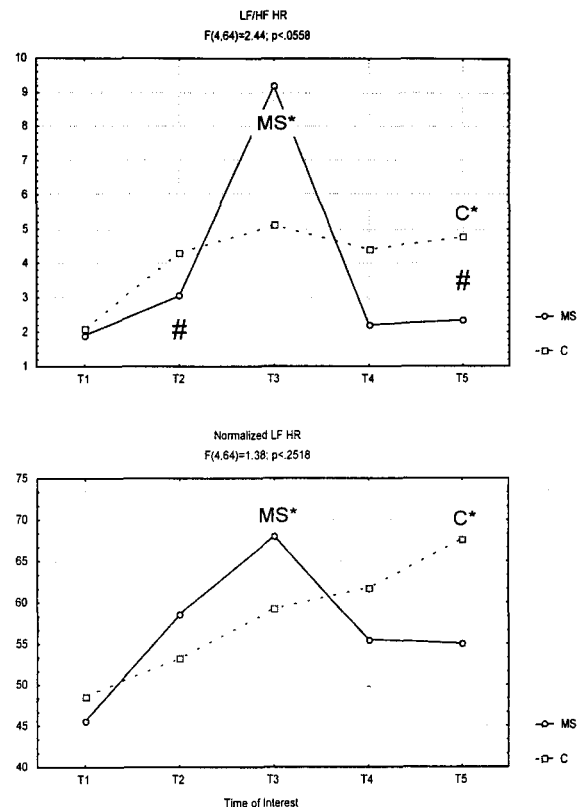 LF/HF HR
F(4,64)=2.44; p<.0558
10
9
8
7
6
5
4
3
2
1
MS*
C*
#
#
T1 T2 T3 T4 T5
MS
C
Normalized LF HR
F(4,64)=1.38; p<.2518
75
70
65
60
55
50
45
40
MS*
C*
T1 T2 T3 T4 T5
MS
C
Time of Interest